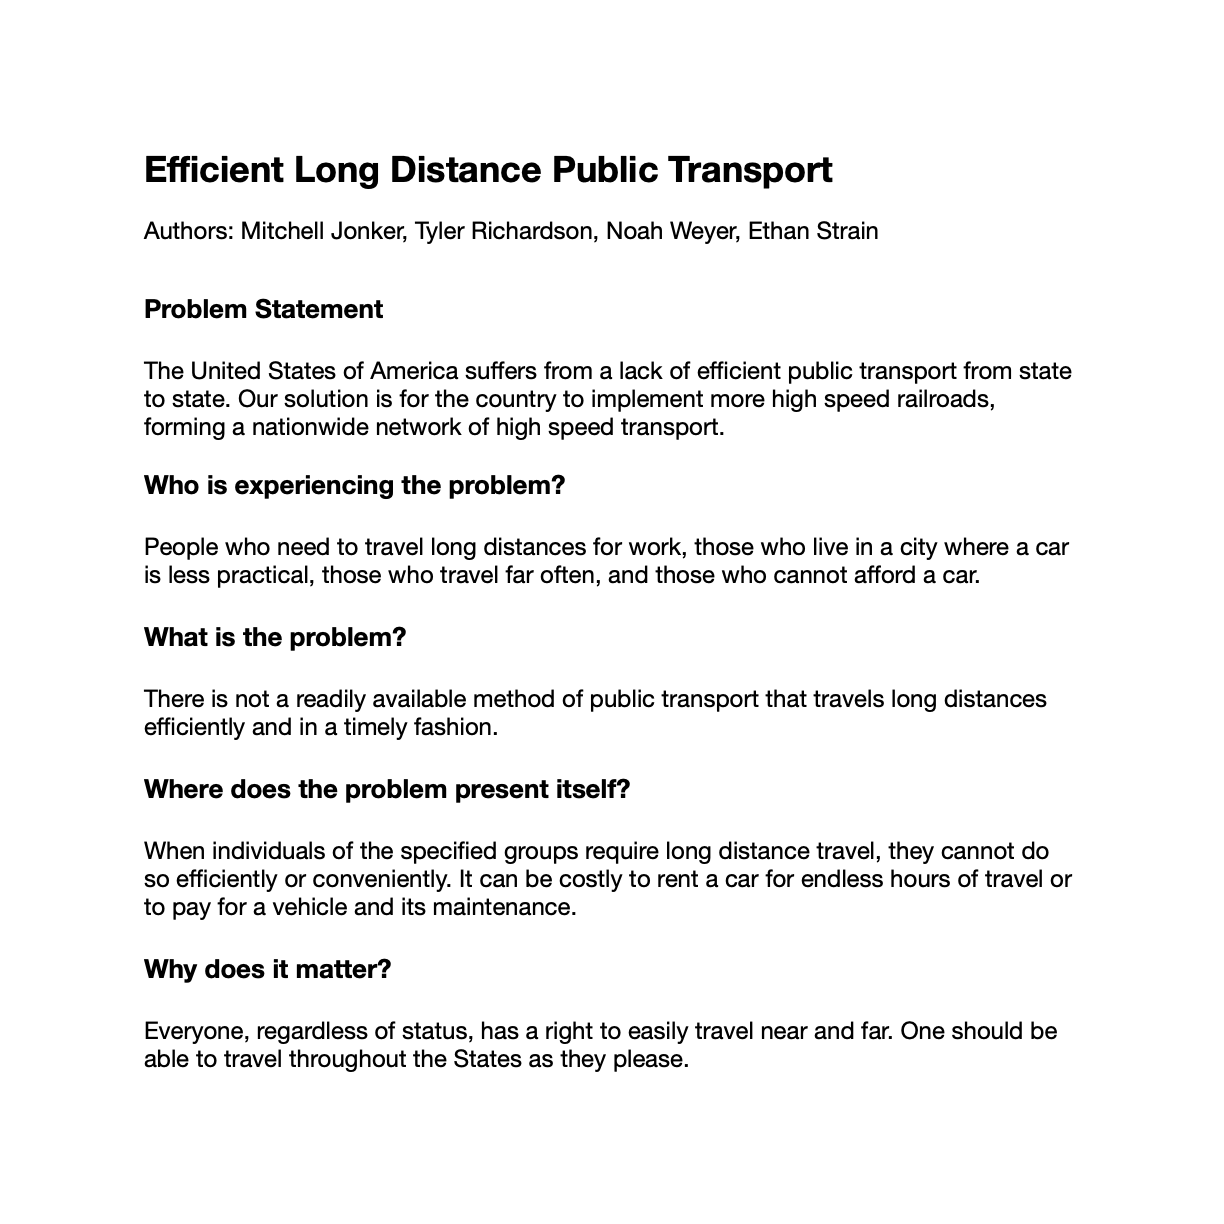 Efficient Long Distance Public Transport
Authors: Mitchell Jonker, Tyler Richardson, Noah Weyer, Ethan Strain
Problem Statement
The United States of America suffers from a lack of efficient public transport from state
to state. Our solution is for the country to implement more high speed railroads,
forming a nationwide network of high speed transport.
Who is experiencing the problem?
People who need to travel long distances for work, those who live in a city where a car
is less practical, those who travel far often, and those who cannot afford a car.
What is the problem?
There is not a readily available method of public transport that travels long distances
efficiently and in a timely fashion.
Where does the problem present itself?
When individuals of the specified groups require long distance travel, they cannot do
so efficiently or conveniently. It can be costly to rent a car for endless hours of travel or
to pay for a vehicle and its maintenance.
Why does it matter?
Everyone, regardless of status, has a right to easily travel near and far. One should be
able to travel throughout the States as they please.